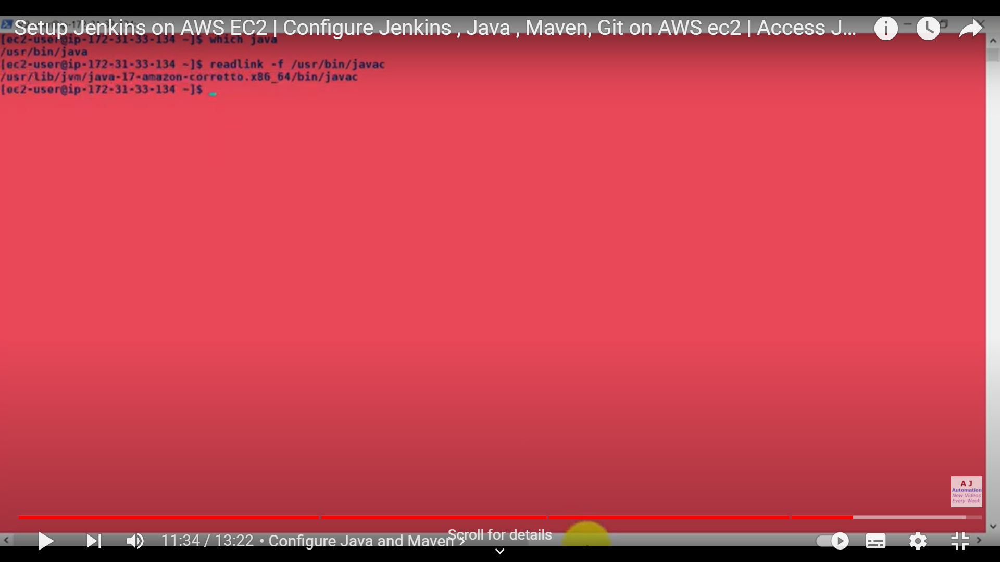 Setup Jenkins on AWS EC2 | Configure Jenkins , Java , Maven, Git on AWS ec2 | Access J...
[ec2-user@ip-172-31-33-134 ~]$ which java
/usr/bin/java
[ec2-user@ip-172-31-33-134 ~]$ readlink -f /usr/bin/javac
/usr/lib/jvm/java-17-amazon-corretto.x86_64/bin/javac
[ec2-user@ip-172-31-33-134 ~]$
A J
Automation
New Videos
Every Week
11:34 / 13:22 • Configure Java and Maven
Scroll for details